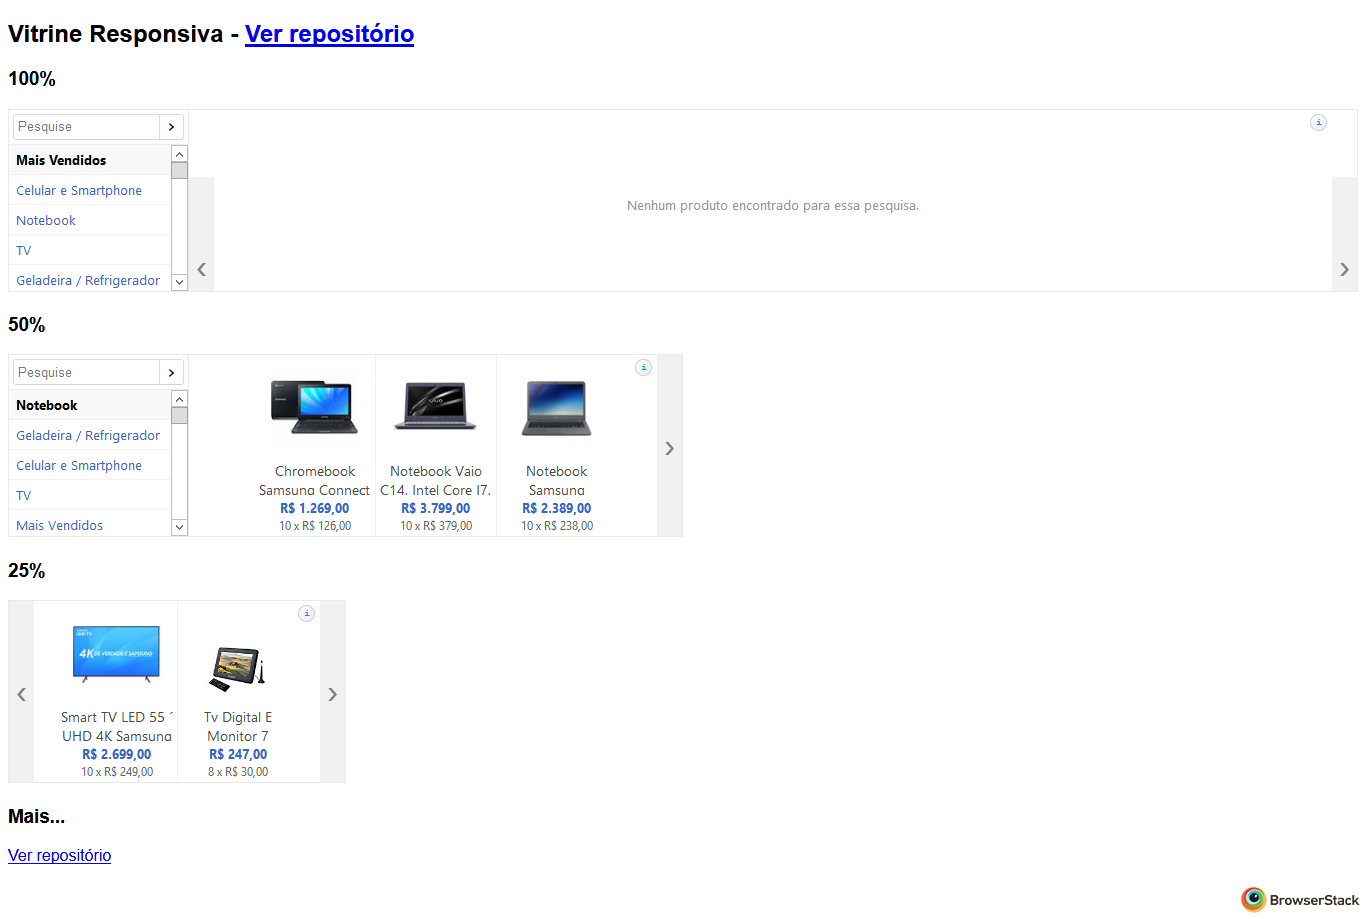 Vitrine Responsiva - Ver repositório
100%
Pesquise
Mais Vendidos
Celular e Smartphone
Notebook
TV
Geladeira / Refrigerador
Nenhum produto encontrado para essa pesquisa.
50%
Pesquise
Notebook
Geladeira / Refrigerador
Celular e Smartphone
TV
Mais Vendidos
Chromebook
Samsung Connect
R$ 1.269,00
10 x R$ 126,00
Notebook Vaio
C14, Intel Core I7,
R$ 3.799,00
10 x R$ 379,00
Notebook
Samsung
R$ 2.389,00
10 x R$ 238,00
25%
4K DE VERDADE É SAMSUNG
Smart TV LED 55 ´
UHD 4K Samsung
R$ 2.699,00
10 x R$ 249,00
Tv Digital E
Monitor 7
R$ 247,00
8 x R$ 30,00
Mais...
Ver repositório
BrowserStack